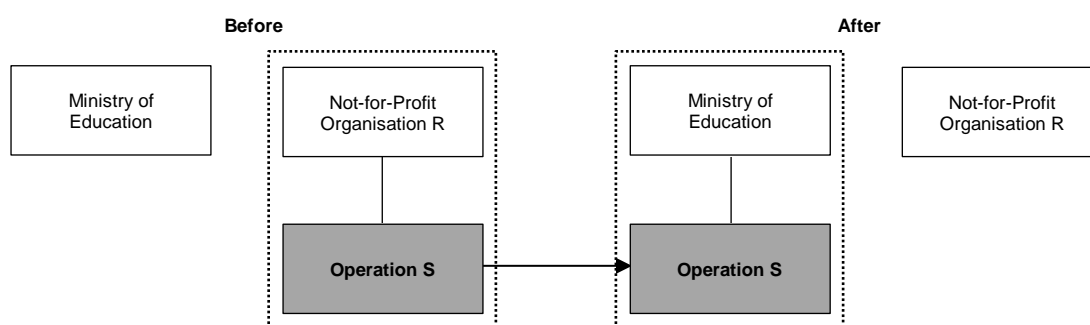 Before
After
Ministry of
Education
Not-for-Profit
Organisation R
Ministry of
Education
Not-for-Profit
Organisation R
Operation S
Operation S